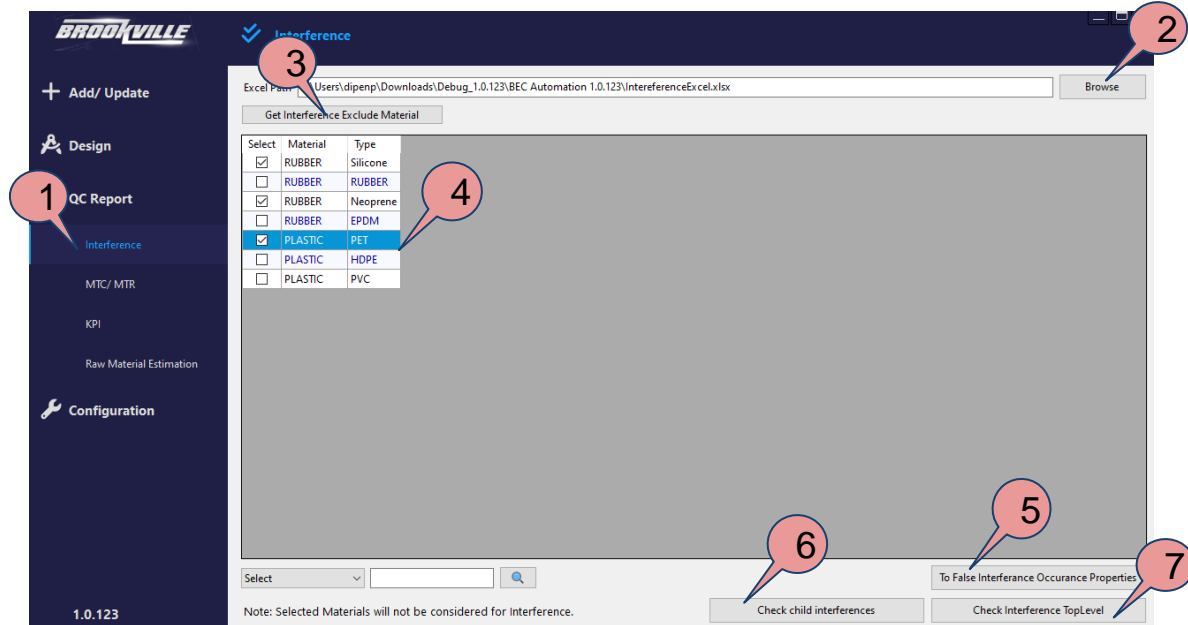 BROOKVILLE
Interference
2
3
Add/ Update
Excel Path \Users\dipenp\Downloads\Debug_1.0.123\BEC Automation 1.0.123\IntereferenceExcel.xlsx
Browse
Get Interference Exclude Material
Design
Select Material Type
RUBBER Silicone
RUBBER RUBBER
RUBBER Neoprene
RUBBER EPDM
PLASTIC PET
PLASTIC HDPE
PLASTIC PVC
4
1
QC Report
Interference
MTC/ MTR
KPI
Raw Material Estimation
Configuration
5
6
7
Select
To False Interferance Occurance Properties
1.0.123
Note: Selected Materials will not be considered for Interference.
Check child interferences
Check Interference TopLevel